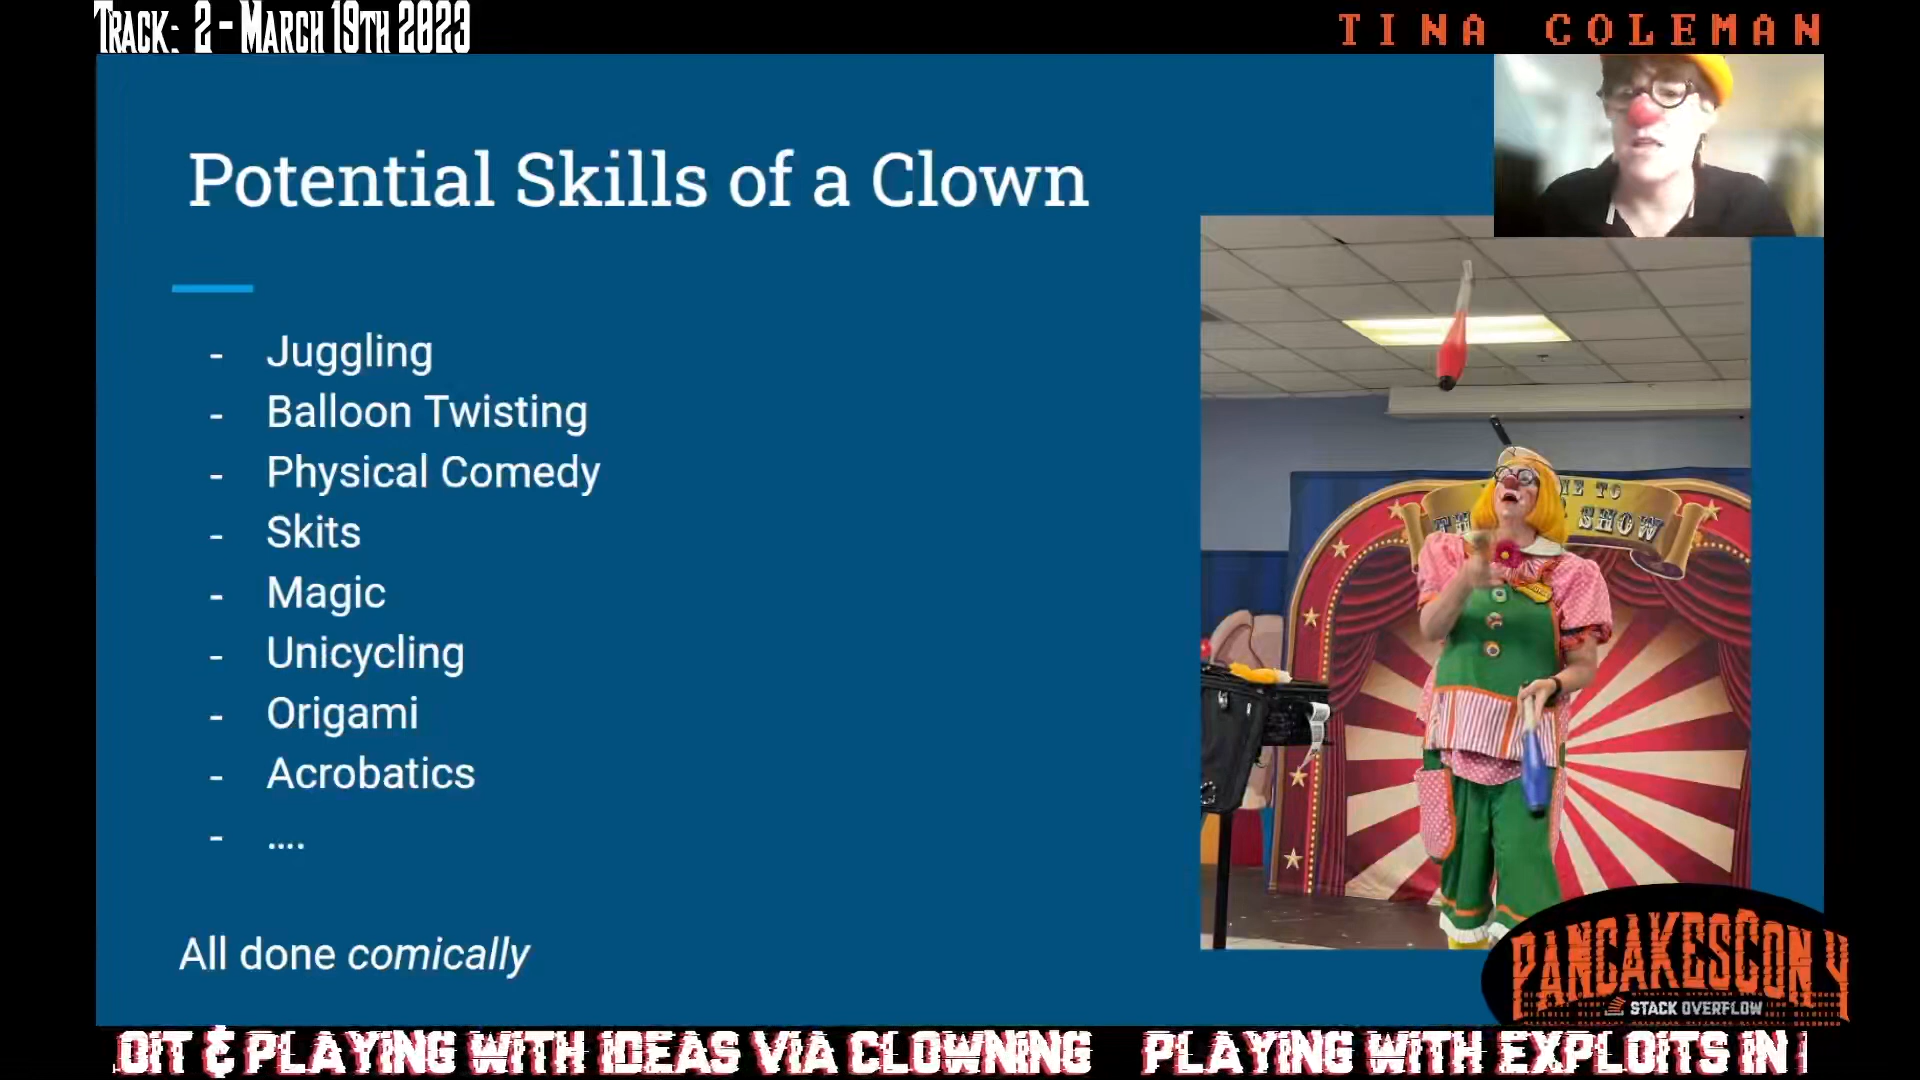 Track: 2 - March 19th 2023
TINA COLEMAN
Potential Skills of a Clown
- Juggling
- Balloon Twisting
- Physical Comedy
- Skits
- Magic
- Unicycling
- Origami
- Acrobatics
- ....
All done comically
TO
SHOW
PANCAKESCON 4
STACK OVERFLOW
OIT & PLAYING WITH IDEAS VIA CLOWNING PLAYING WITH EXPLOITS IN